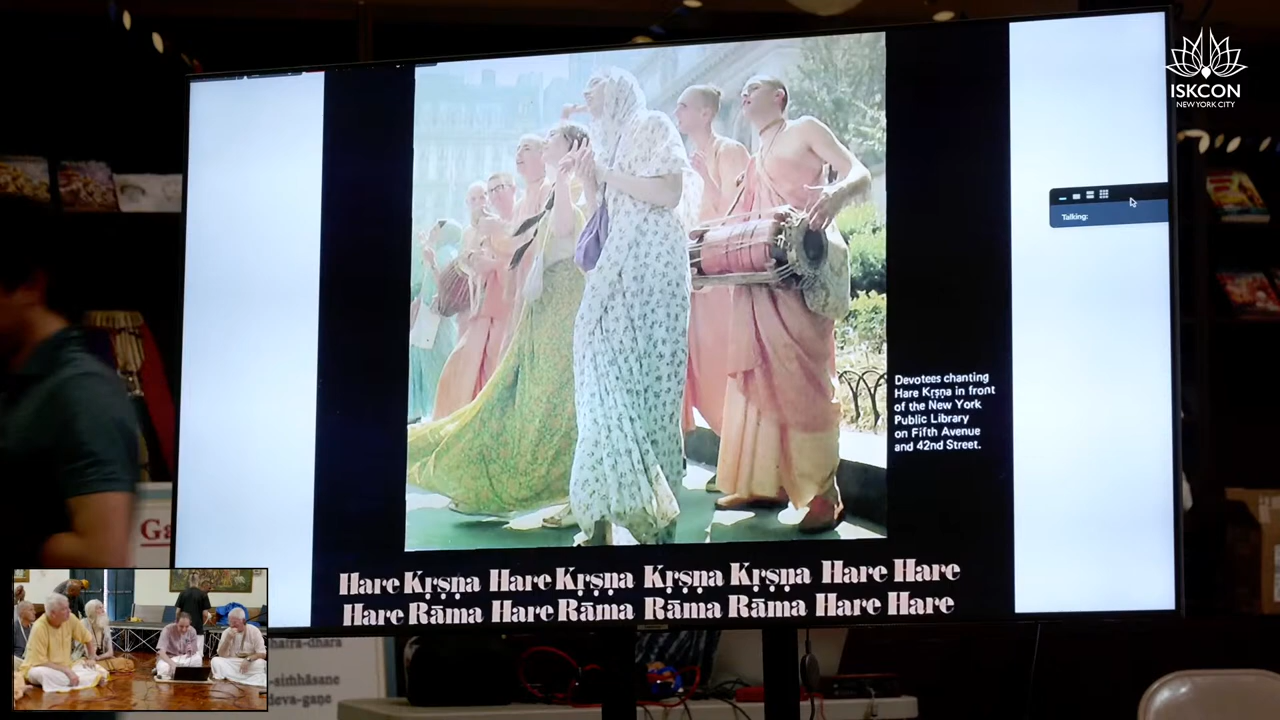 ISKCON
NEW YORK CITY
Talking:
Devotees chanting
Hare Kṛṣṇa in front
of the New York
Public Library
on Fifth Avenue
and 42nd Street.
Hare Kṛṣṇa Hare Kṛṣṇa Kṛṣṇa Kṛṣṇa Hare Hare
Hare Rāma Hare Rāma Rāma Rāma Hare Hare
Ga
-siṁhāsane
deva-gaṇe